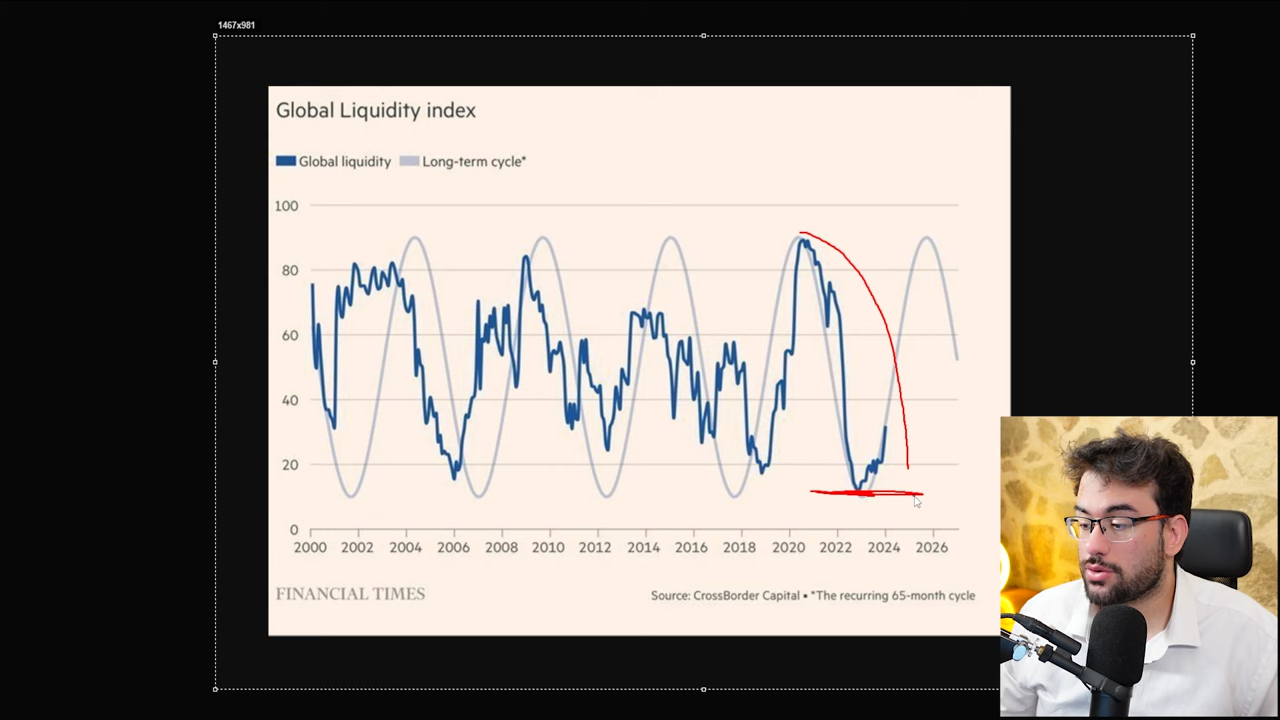 1467x981
Global Liquidity index
Global liquidity Long-term cycle*
100
80
60
40
20
0
2000 2002 2004 2006 2008 2010 2012 2014 2016 2018 2020 2022 2024 2026
FINANCIAL TIMES
Source: CrossBorder Capital • *The recurring 65-month cycle